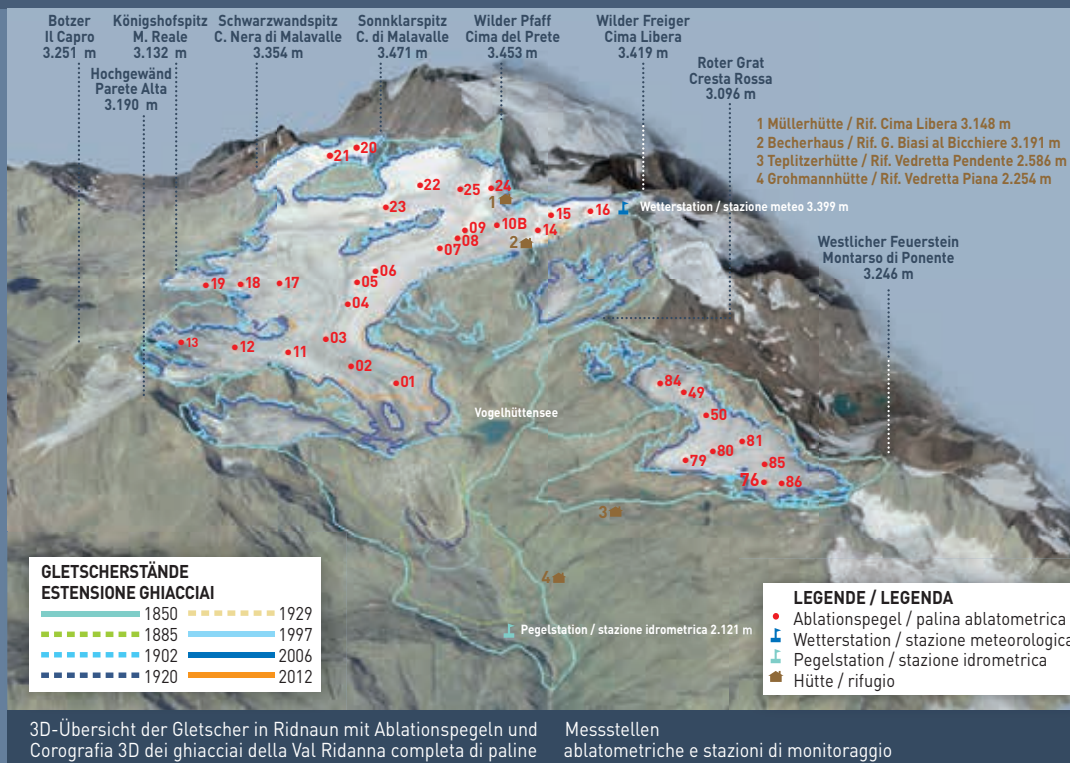 Botzer
Il Capro
3.251 m
Königshofspitz
M. Reale
3.132 m
Schwarzwandspitz
C. Nera di Malavalle
3.354 m
Sonnklarspitz
C. di Malavalle
3.471 m
Wilder Pfaff
Cima del Prete
3.453 m
Wilder Freiger
Cima Libera
3.419 m
Hochgewänd
Parete Alta
3.190 m
Roter Grat
Cresta Rossa
3.096 m
1 Müllerhütte / Rif. Cima Libera 3.148 m
2 Becherhaus / Rif. G. Biasi al Bicchiere 3.191 m
3 Teplitzerhütte / Rif. Vedretta Pendente 2.586 m
4 Grohmannhütte / Rif. Vedretta Piana 2.254 m
Wetterstation / stazione meteo 3.399 m
Westlicher Feuerstein
Montarso di Ponente
3.246 m
20
21
22
25
24
23
1
15
16
09
10B
14
08
07
2
06
05
19
18
17
04
03
13
12
11
02
01
84
49
50
81
80
79
85
76
86
Vogelhüttensee
3
4
Pegelstation / stazione idrometrica 2.121 m
GLETSCHERSTÄNDE
ESTENSIONE GHIACCIAI
1850
1885
1902
1920
1929
1997
2006
2012
LEGENDE / LEGENDA
Ablationspegel / palina ablatometrica
Wetterstation / stazione meteorologica
Pegelstation / stazione idrometrica
Hütte / rifugio
3D-Übersicht der Gletscher in Ridnaun mit Ablationspegeln und Messstellen
Corografia 3D dei ghiacciai della Val Ridanna completa di paline ablatometriche e stazioni di monitoraggio